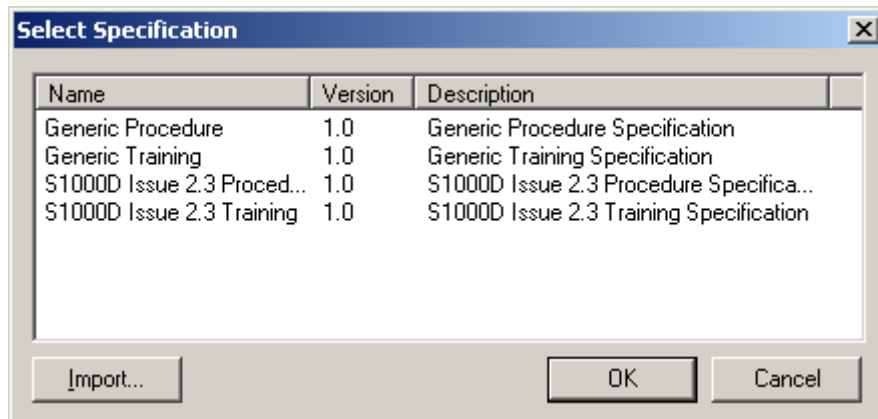 Select Specification
Name Version Description
Generic Procedure 1.0 Generic Procedure Specification
Generic Training 1.0 Generic Training Specification
S1000D Issue 2.3 Proced... 1.0 S1000D Issue 2.3 Procedure Specifica...
S1000D Issue 2.3 Training 1.0 S1000D Issue 2.3 Training Specification
Import... OK Cancel